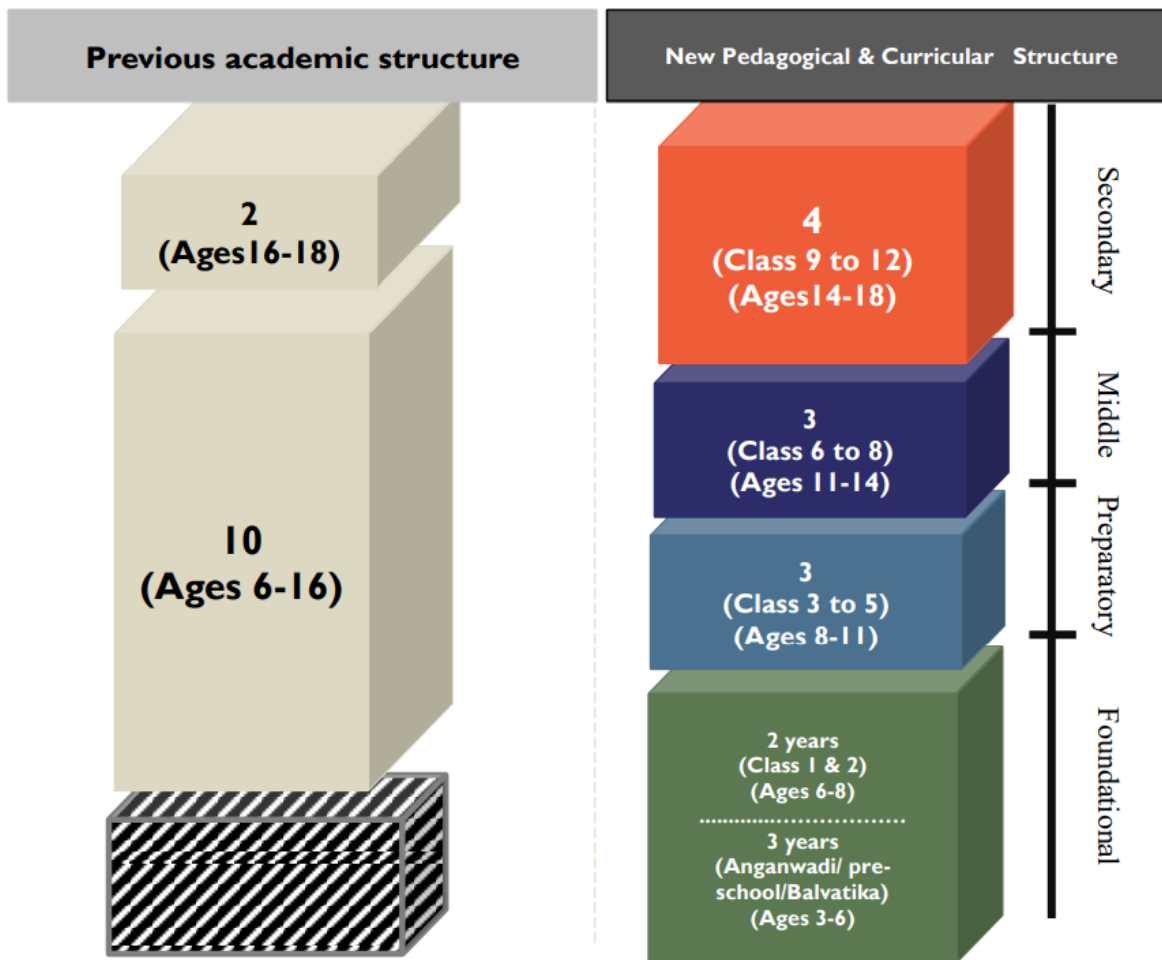 Previous academic structure
2
(Ages16-18)
10
(Ages 6-16)
New Pedagogical & Curricular Structure
4
(Class 9 to 12)
(Ages14-18)
3
(Class 6 to 8)
(Ages 11-14)
3
(Class 3 to 5)
(Ages 8-11)
2 years
(Class 1 & 2)
(Ages 6-8)
................................
3 years
(Anganwadi/ pre-
school/Balvatika)
(Ages 3-6)
Secondary
Middle
Preparatory
Foundational